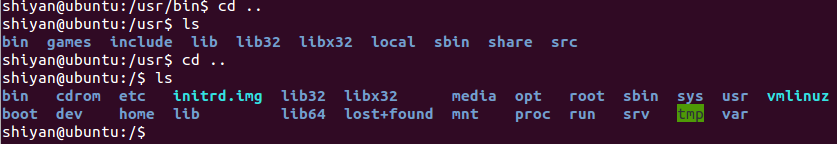 shiyan@ubuntu:/usr/bin$ cd ..
shiyan@ubuntu:/usr$ ls
bin games include lib lib32 libx32 local sbin share src
shiyan@ubuntu:/usr$ cd ..
shiyan@ubuntu:/$ ls
bin cdrom etc initrd.img lib32 libx32 media opt root sbin sys usr vmlinuz
boot dev home lib lib64 lost+found mnt proc run srv tmp var
shiyan@ubuntu:/$